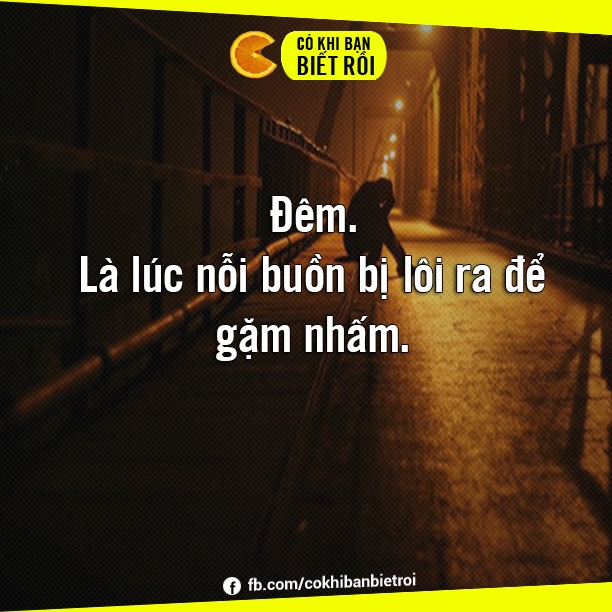 CÓ KHI BẠN
BIẾT RỒI
Đêm.
Là lúc nỗi buồn bị lôi ra để
gặm nhấm.
fb.com/cokhibanbietroi